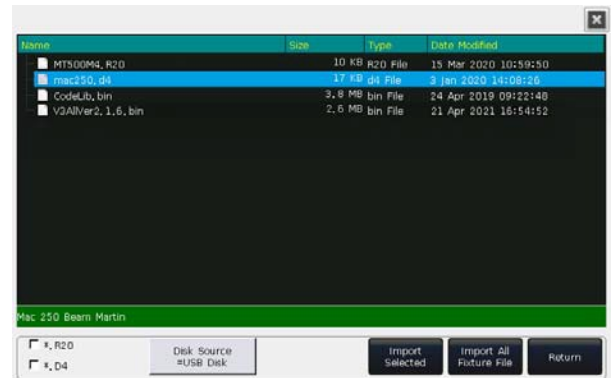 Name Size Type Date Modified
MT500M4.R20 10 KB R20 File 15 Mar 2020 10:59:50
mac250.d4 17 KB d4 File 3 Jan 2020 14:08:26
CodeLib.bin 3.8 MB bin File 24 Apr 2019 09:22:48
V3AllVer2.1.6.bin 2.6 MB bin File 21 Apr 2021 16:54:52
Mac 250 Beam Martin
*.R20
*.D4
Disk Source
=USB Disk
Import
Selected
Import All
Fixture File
Return